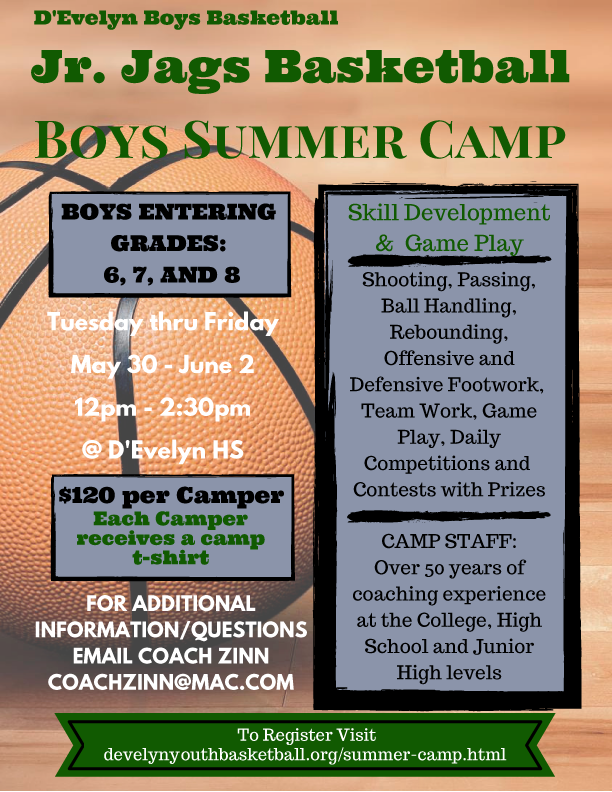 D'Evelyn Boys Basketball
Jr. Jags Basketball
Boys Summer Camp
BOYS ENTERING
GRADES:
6, 7, AND 8
Tuesday thru Friday
May 30 - June 2
12pm - 2:30pm
@ D'Evelyn HS
$120 per Camper
Each Camper
receives a camp
t-shirt
FOR ADDITIONAL
INFORMATION/QUESTIONS
EMAIL COACH ZINN
COACHZINN@MAC.COM
Skill Development
& Game Play
Shooting, Passing,
Ball Handling,
Rebounding,
Offensive and
Defensive Footwork,
Team Work, Game
Play, Daily
Competitions and
Contests with Prizes
CAMP STAFF:
Over 50 years of
coaching experience
at the College, High
School and Junior
High levels
To Register Visit
develynyouthbasketball.org/summer-camp.html